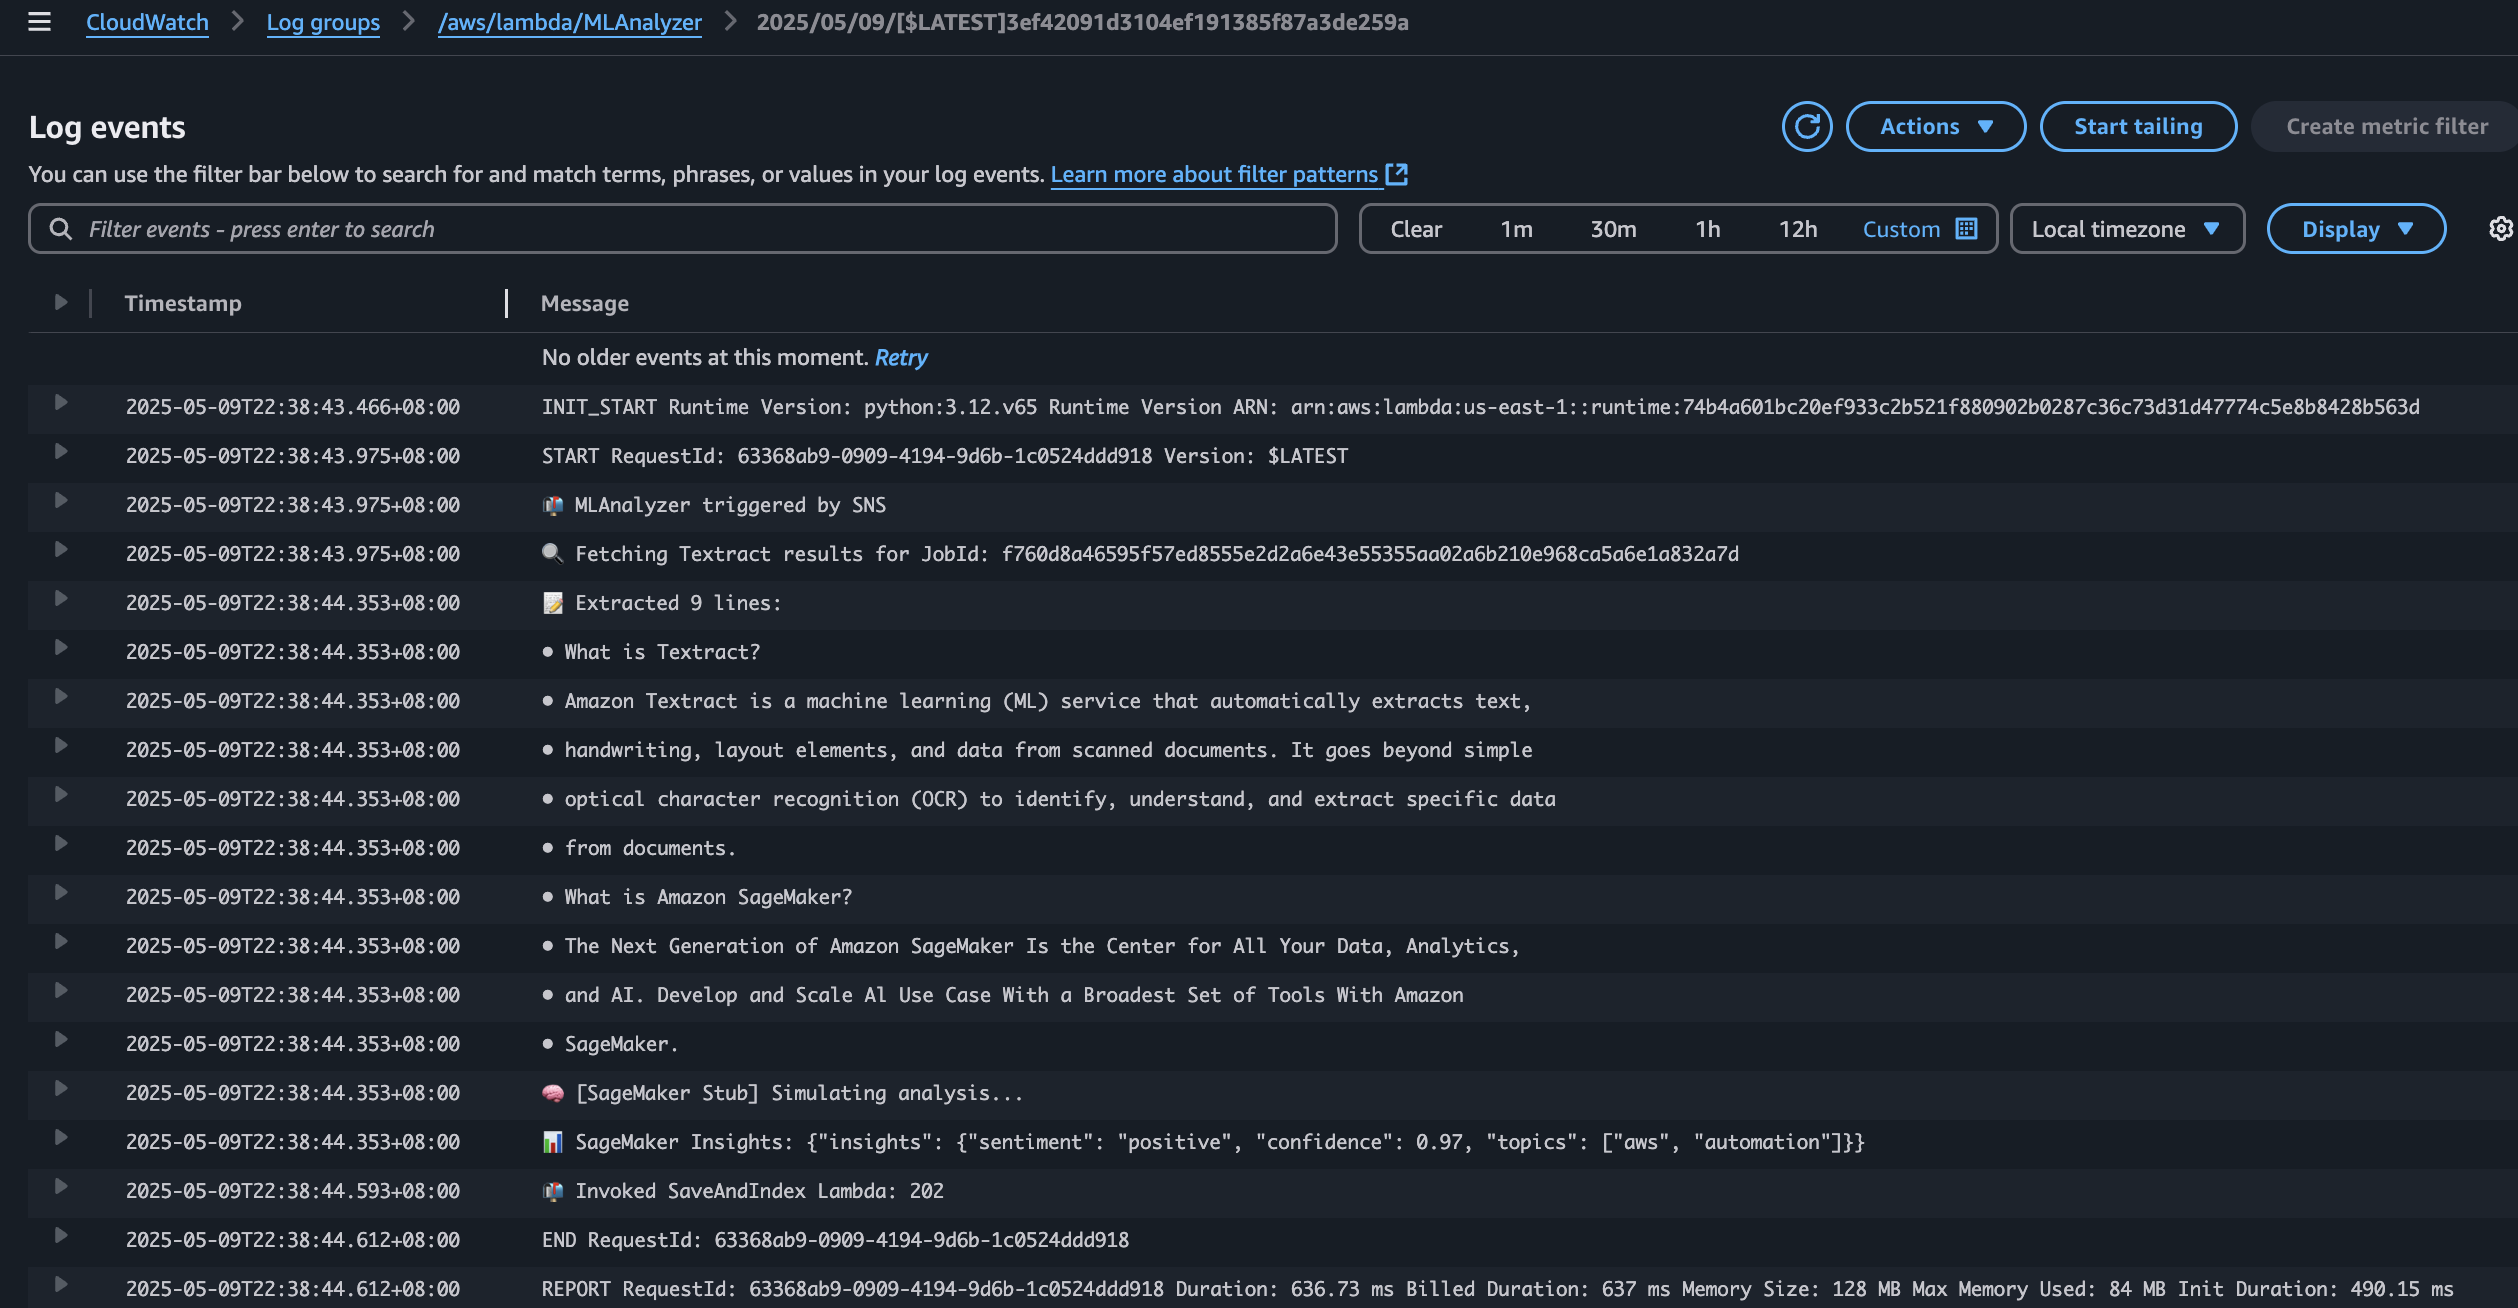 CloudWatch > Log groups > /aws/lambda/MLAnalyzer > 2025/05/09/[$LATEST]3ef42091d3104ef191385f87a3de259a
Log events
Actions
Start tailing
Create metric filter
You can use the filter bar below to search for and match terms, phrases, or values in your log events. Learn more about filter patterns
Filter events - press enter to search
Clear 1m 30m 1h 12h Custom
Local timezone
Display
Timestamp Message
No older events at this moment. Retry
2025-05-09T22:38:43.466+08:00 INIT_START Runtime Version: python:3.12.v65 Runtime Version ARN: arn:aws:lambda:us-east-1::runtime:74b4a601bc20ef933c2b521f880902b0287c36c73d31d47774c5e8b8428b563d
2025-05-09T22:38:43.975+08:00 START RequestId: 63368ab9-0909-4194-9d6b-1c0524ddd918 Version: $LATEST
2025-05-09T22:38:43.975+08:00 📬 MLAnalyzer triggered by SNS
2025-05-09T22:38:43.975+08:00 🔍 Fetching Textract results for JobId: f760d8a46595f57ed8555e2d2a6e43e55355aa02a6b210e968ca5a6e1a832a7d
2025-05-09T22:38:44.353+08:00 📝 Extracted 9 lines:
2025-05-09T22:38:44.353+08:00 • What is Textract?
2025-05-09T22:38:44.353+08:00 • Amazon Textract is a machine learning (ML) service that automatically extracts text,
2025-05-09T22:38:44.353+08:00 • handwriting, layout elements, and data from scanned documents. It goes beyond simple
2025-05-09T22:38:44.353+08:00 • optical character recognition (OCR) to identify, understand, and extract specific data
2025-05-09T22:38:44.353+08:00 • from documents.
2025-05-09T22:38:44.353+08:00 • What is Amazon SageMaker?
2025-05-09T22:38:44.353+08:00 • The Next Generation of Amazon SageMaker Is the Center for All Your Data, Analytics,
2025-05-09T22:38:44.353+08:00 • and AI. Develop and Scale Al Use Case With a Broadest Set of Tools With Amazon
2025-05-09T22:38:44.353+08:00 • SageMaker.
2025-05-09T22:38:44.353+08:00 🧠 [SageMaker Stub] Simulating analysis...
2025-05-09T22:38:44.353+08:00 📊 SageMaker Insights: {"insights": {"sentiment": "positive", "confidence": 0.97, "topics": ["aws", "automation"]}}
2025-05-09T22:38:44.593+08:00 📬 Invoked SaveAndIndex Lambda: 202
2025-05-09T22:38:44.612+08:00 END RequestId: 63368ab9-0909-4194-9d6b-1c0524ddd918
2025-05-09T22:38:44.612+08:00 REPORT RequestId: 63368ab9-0909-4194-9d6b-1c0524ddd918 Duration: 636.73 ms Billed Duration: 637 ms Memory Size: 128 MB Max Memory Used: 84 MB Init Duration: 490.15 ms